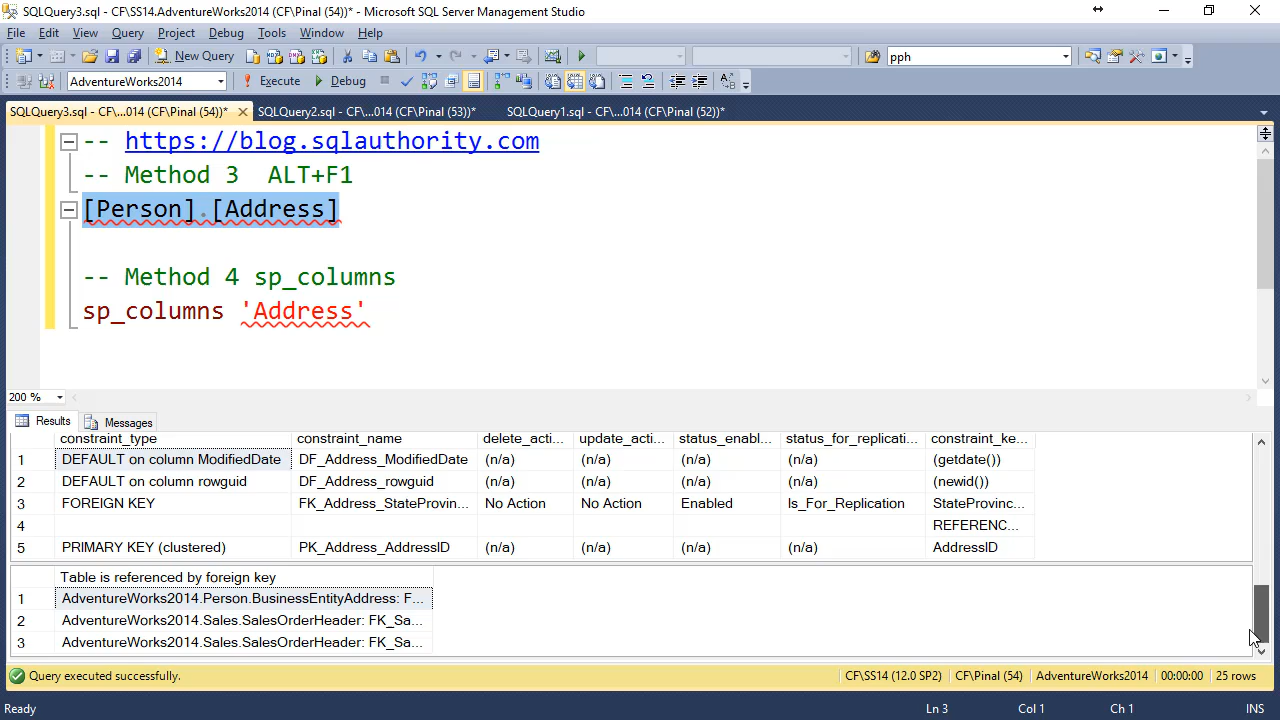 SQLQuery3.sql - CF\SS14.AdventureWorks2014 (CF\Pinal (54))* - Microsoft SQL Server Management Studio
File Edit View Query Project Debug Tools Window Help
New Query pph
AdventureWorks2014 Execute Debug
SQLQuery3.sql - CF\...014 (CF\Pinal (54))* SQLQuery2.sql - CF\...014 (CF\Pinal (53))* SQLQuery1.sql - CF\...014 (CF\Pinal (52))*
-- https://blog.sqlauthority.com
-- Method 3 ALT+F1
[Person].[Address]
-- Method 4 sp_columns
sp_columns 'Address'
200 %
Results Messages
constraint_type constraint_name delete_acti... update_acti... status_enabl... status_for_replicati... constraint_ke...
1 DEFAULT on column ModifiedDate DF_Address_ModifiedDate (n/a) (n/a) (n/a) (n/a) (getdate())
2 DEFAULT on column rowguid DF_Address_rowguid (n/a) (n/a) (n/a) (n/a) (newid())
3 FOREIGN KEY FK_Address_StateProvin... No Action No Action Enabled Is_For_Replication StateProvinc...
4 REFERENC...
5 PRIMARY KEY (clustered) PK_Address_AddressID (n/a) (n/a) (n/a) (n/a) AddressID
Table is referenced by foreign key
1 AdventureWorks2014.Person.BusinessEntityAddress: F...
2 AdventureWorks2014.Sales.SalesOrderHeader: FK_Sa...
3 AdventureWorks2014.Sales.SalesOrderHeader: FK_Sa...
Query executed successfully. CF\SS14 (12.0 SP2) CF\Pinal (54) AdventureWorks2014 00:00:00 25 rows
Ready Ln 3 Col 1 Ch 1 INS